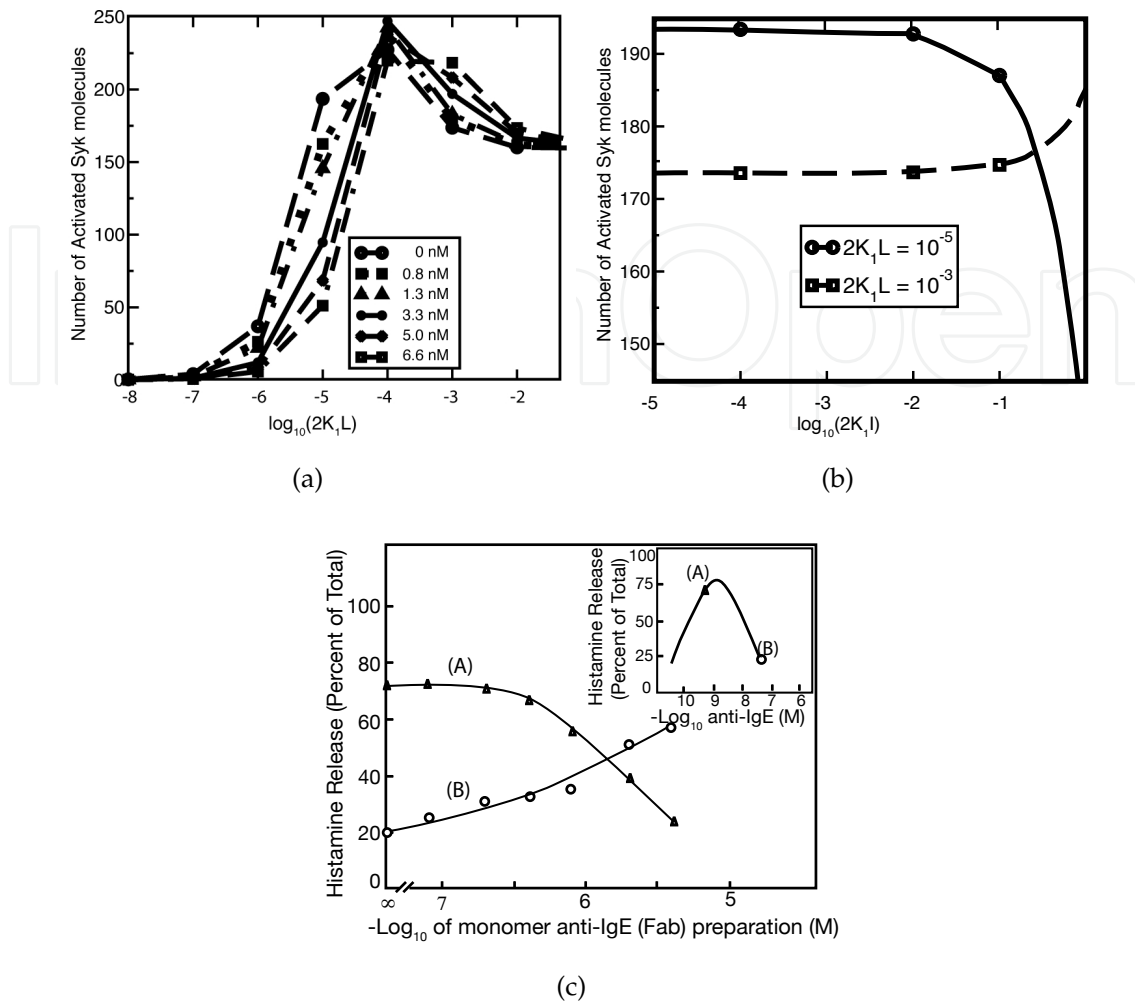 250
200
150
100
50
0
Number of Activated Syk molecules
-8 -7 -6 -5 -4 -3 -2
log10(2K1L)
0 nM
0.8 nM
1.3 nM
3.3 nM
5.0 nM
6.6 nM
(a)
190
180
170
160
150
Number of Activated Syk molecules
-5 -4 -3 -2 -1
log10(2K1I)
2K1L = 10-5
2K1L = 10-3
(b)
InOpen
100
80
60
40
20
0
Histamine Release (Percent of Total)
(A)
(B)
∞ 7 6 5
-Log10 of monomer anti-IgE (Fab) preparation (M)
100
75
50
25
0
Histamine Release
(Percent of Total)
(A)
(B)
10 9 8 7 6
-Log10 anti-IgE (M)
(c)